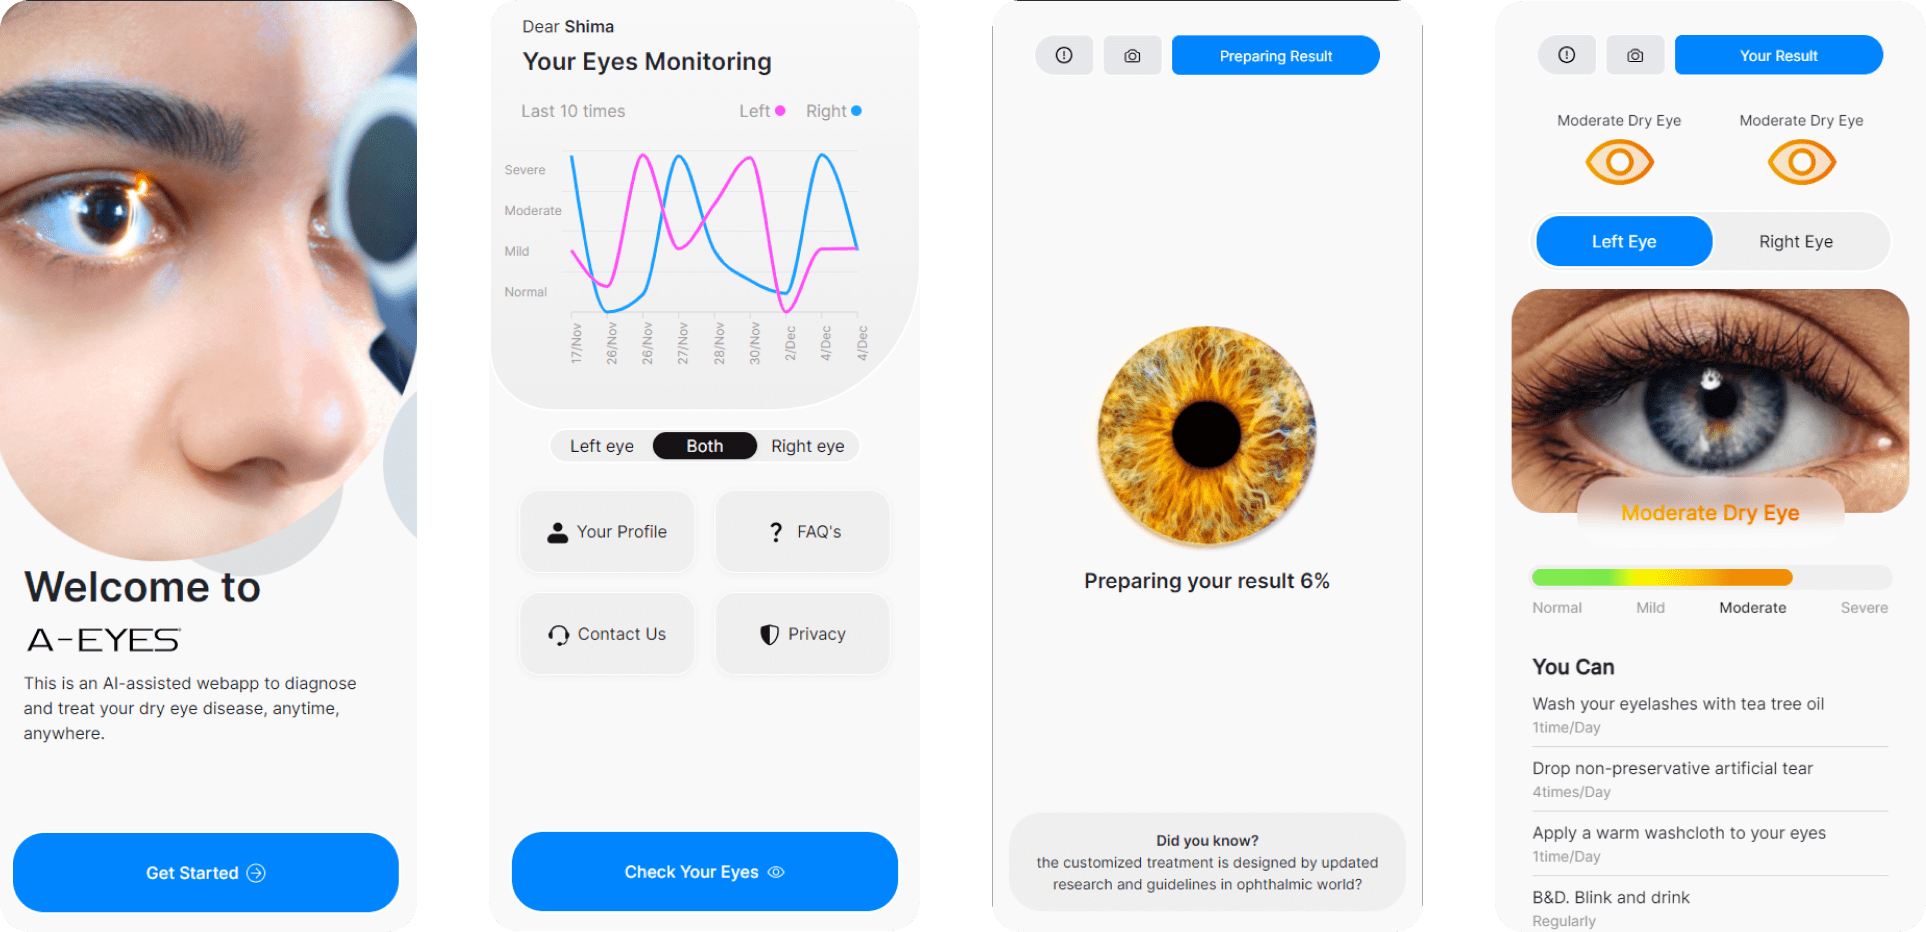 Welcome to
A-EYES
This is an AI-assisted webapp to diagnose
and treat your dry eye disease, anytime,
anywhere.
Get Started
Dear Shima
Your Eyes Monitoring
Last 10 times
Left
Right
Severe
Moderate
Mild
Normal
17/Nov
26/Nov
26/Nov
27/Nov
28/Nov
30/Nov
2/Dec
4/Dec
4/Dec
Left eye
Both
Right eye
Your Profile
FAQ's
Contact Us
Privacy
Check Your Eyes
Preparing Result
Preparing your result 6%
Did you know?
the customized treatment is designed by updated
research and guidelines in ophthalmic world?
Your Result
Moderate Dry Eye
Moderate Dry Eye
Left Eye
Right Eye
Moderate Dry Eye
Normal
Mild
Moderate
Severe
You Can
Wash your eyelashes with tea tree oil
1time/Day
Drop non-preservative artificial tear
4times/Day
Apply a warm washcloth to your eyes
1time/Day
B&D. Blink and drink
Regularly